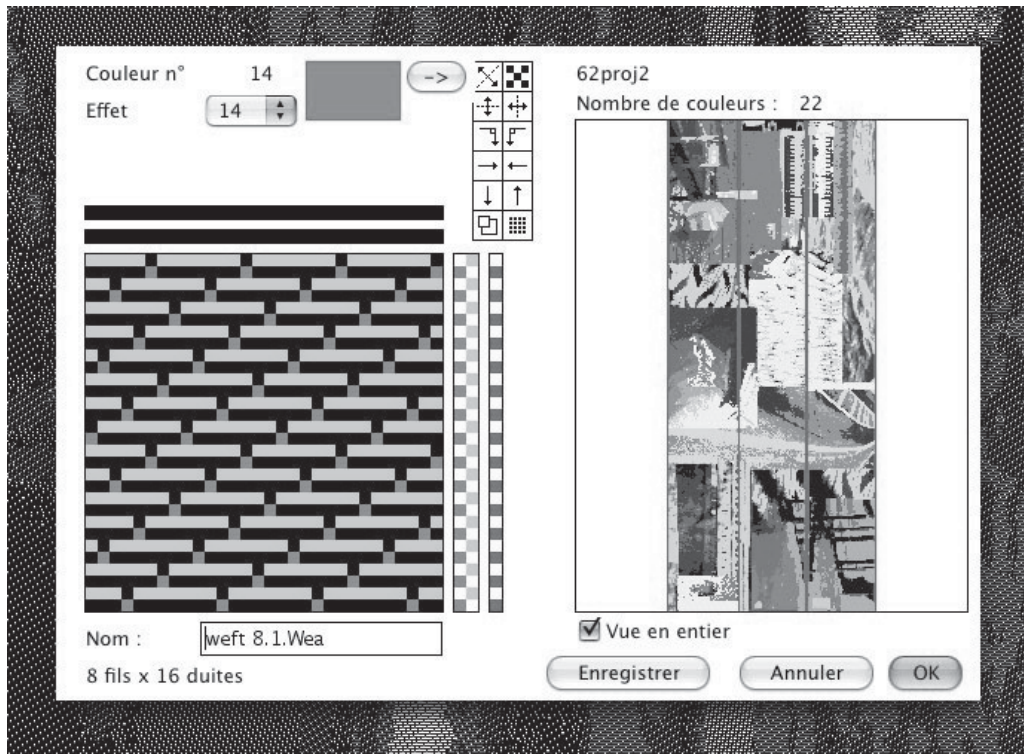 Couleur n° 14
Effet 14
->
62proj2
Nombre de couleurs : 22
Nom : weft 8.1.Wea
8 fils x 16 duites
Vue en entier
Enregistrer Annuler OK